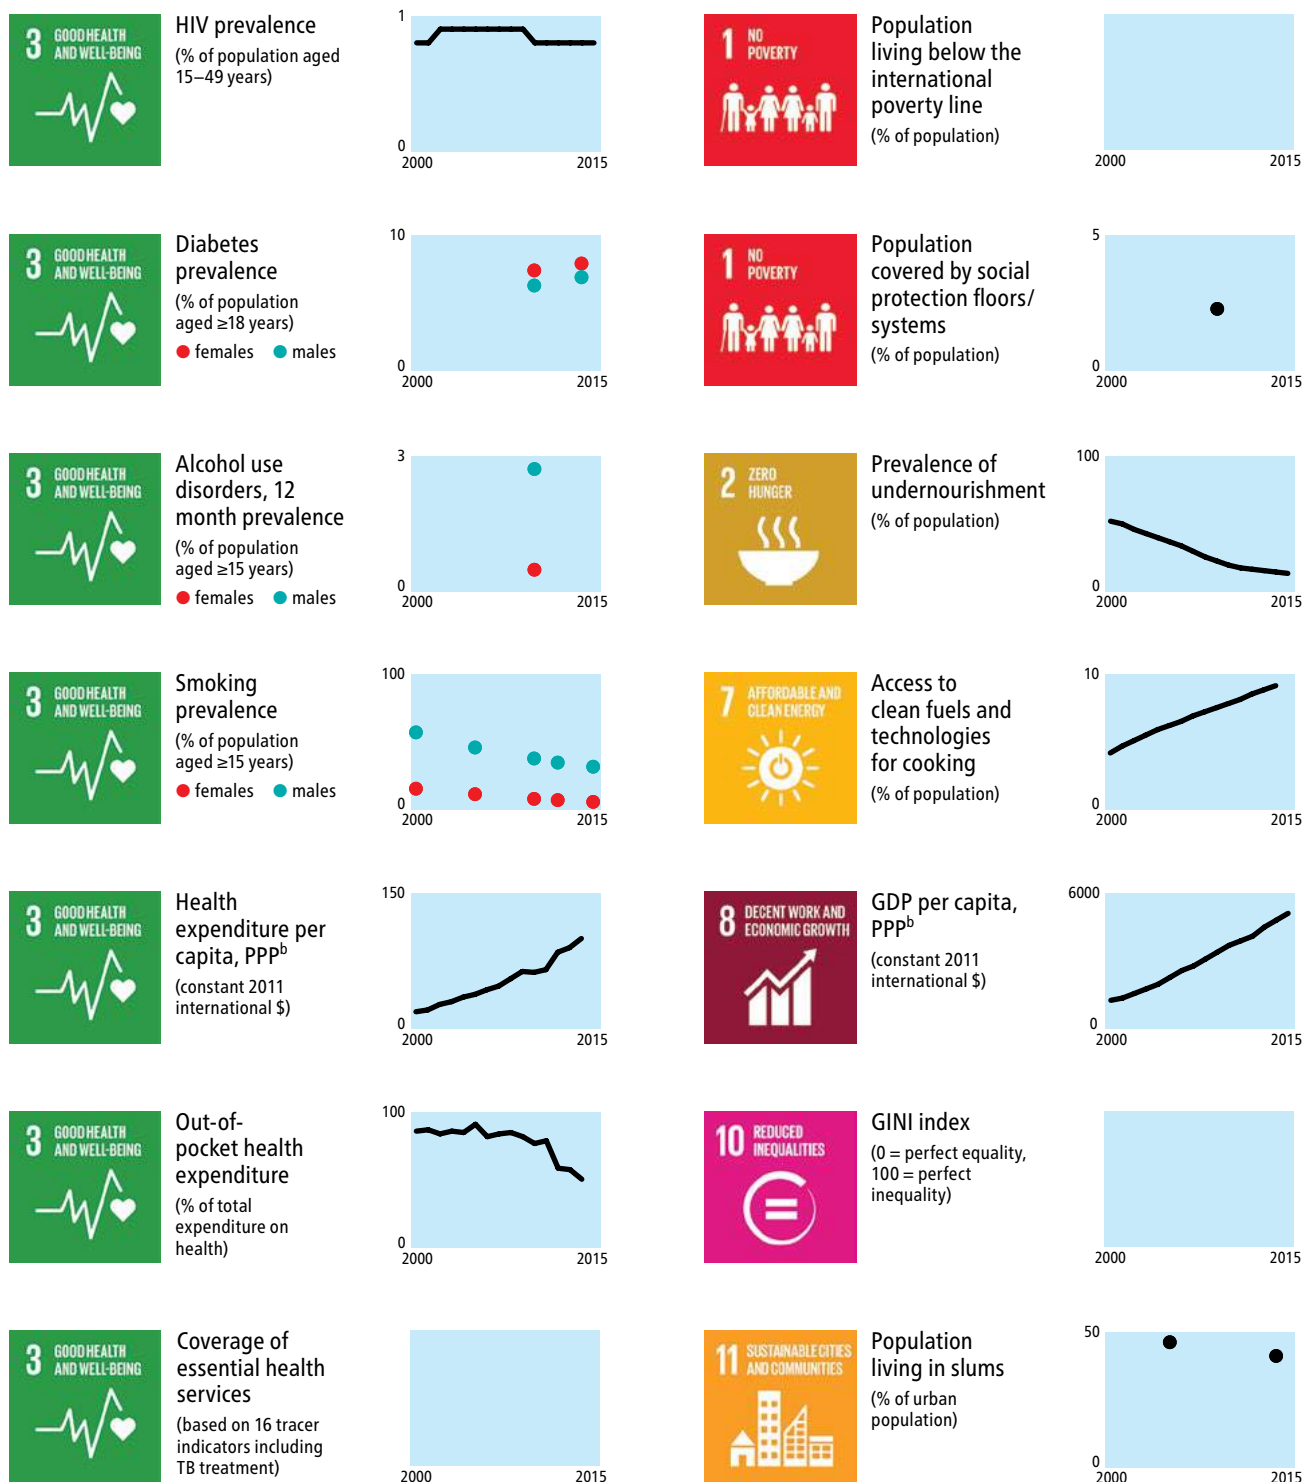 3 GOOD HEALTH
AND WELL-BEING
HIV prevalence
(% of population aged
15–49 years)
1
0
2000 2015
3 GOOD HEALTH
AND WELL-BEING
Diabetes
prevalence
(% of population
aged ≥18 years)
females males
10
0
2000 2015
3 GOOD HEALTH
AND WELL-BEING
Alcohol use
disorders, 12
month prevalence
(% of population
aged ≥15 years)
females males
3
0
2000 2015
3 GOOD HEALTH
AND WELL-BEING
Smoking
prevalence
(% of population
aged ≥15 years)
females males
100
0
2000 2015
3 GOOD HEALTH
AND WELL-BEING
Health
expenditure per
capita, PPPb
(constant 2011
international $)
150
0
2000 2015
3 GOOD HEALTH
AND WELL-BEING
Out-of-
pocket health
expenditure
(% of total
expenditure on
health)
100
0
2000 2015
3 GOOD HEALTH
AND WELL-BEING
Coverage of
essential health
services
(based on 16 tracer
indicators including
TB treatment)
2000 2015
1 NO
POVERTY
Population
living below the
international
poverty line
(% of population)
2000 2015
1 NO
POVERTY
Population
covered by social
protection floors/
systems
(% of population)
5
0
2000 2015
2 ZERO
HUNGER
Prevalence of
undernourishment
(% of population)
100
0
2000 2015
7 AFFORDABLE AND
CLEAN ENERGY
Access to
clean fuels and
technologies
for cooking
(% of population)
10
0
2000 2015
8 DECENT WORK AND
ECONOMIC GROWTH
GDP per capita,
PPPb
(constant 2011
international $)
6000
0
2000 2015
10 REDUCED
INEQUALITIES
GINI index
(0 = perfect equality,
100 = perfect
inequality)
2000 2015
11 SUSTAINABLE CITIES
AND COMMUNITIES
Population
living in slums
(% of urban
population)
50
0
2000 2015